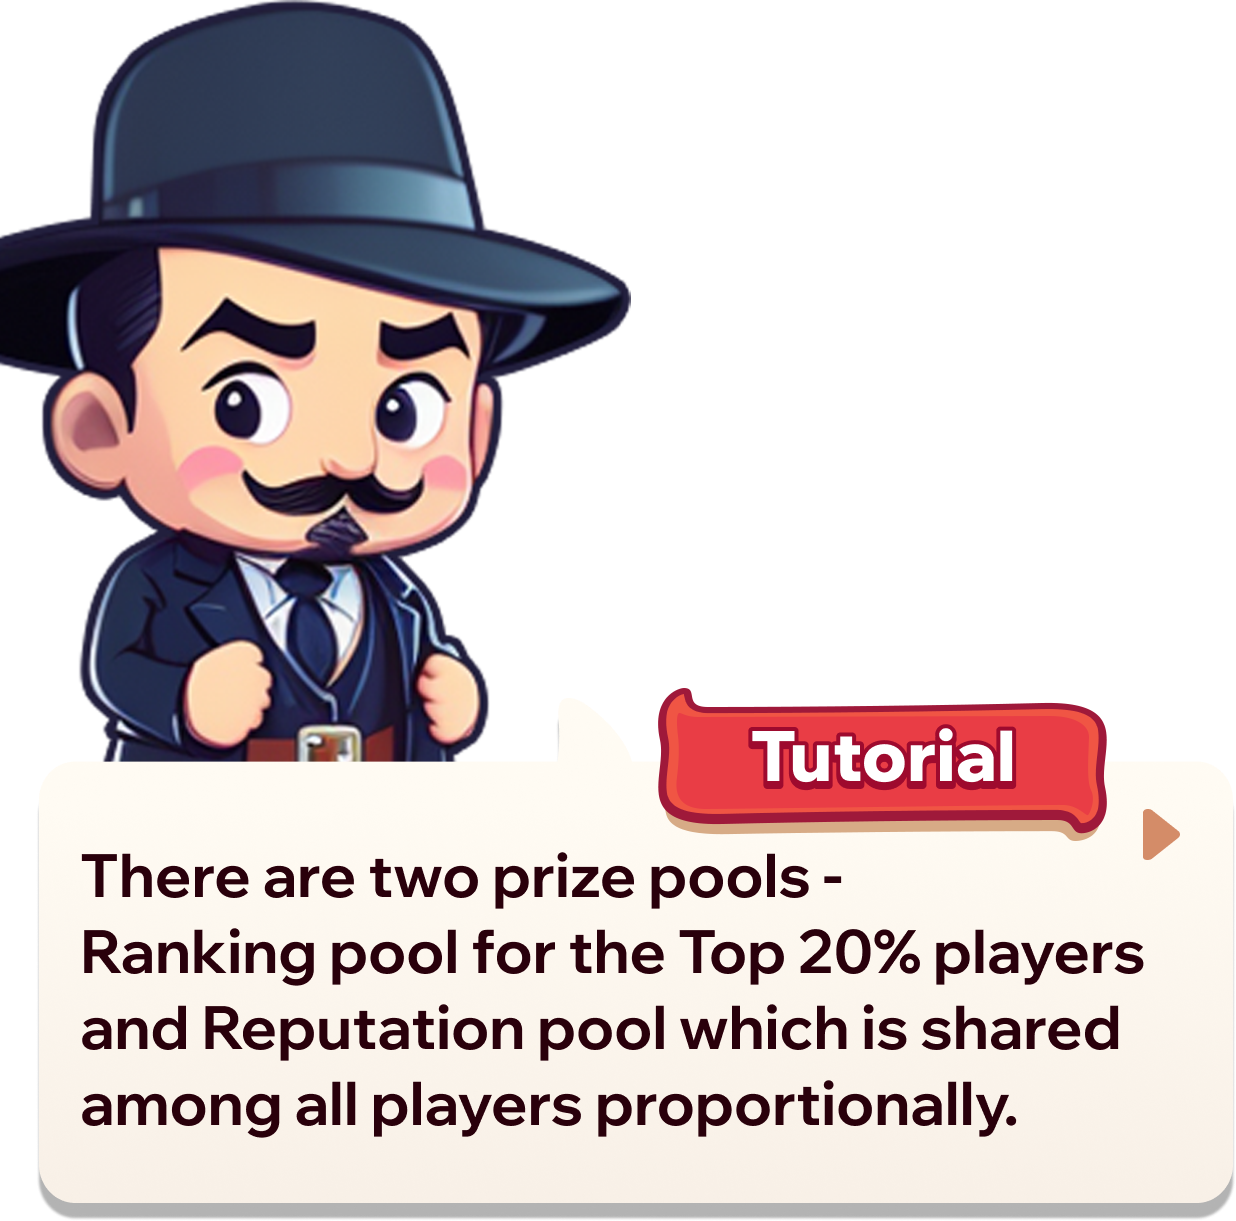 Tutorial
There are two prize pools -
Ranking pool for the Top 20% players
and Reputation pool which is shared
among all players proportionally.